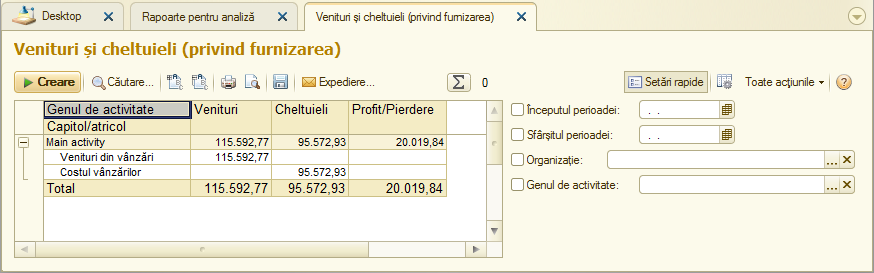 Desktop
Rapoarte pentru analiză
Venituri și cheltuieli (privind furnizarea)
Venituri și cheltuieli (privind furnizarea)
Creare
Căutare...
Expediere...
Σ 0
Setări rapide
Toate acțiunile
?
Genul de activitate Venituri Cheltuieli Profit/Pierdere
Capitol/atricol
Main activity 115.592,77 95.572,93 20.019,84
Venituri din vânzări 115.592,77
Costul vânzărilor 95.572,93
Total 115.592,77 95.572,93 20.019,84
Începutul perioadei: . .
Sfârșitul perioadei: . .
Organizație: ...
Genul de activitate: ...